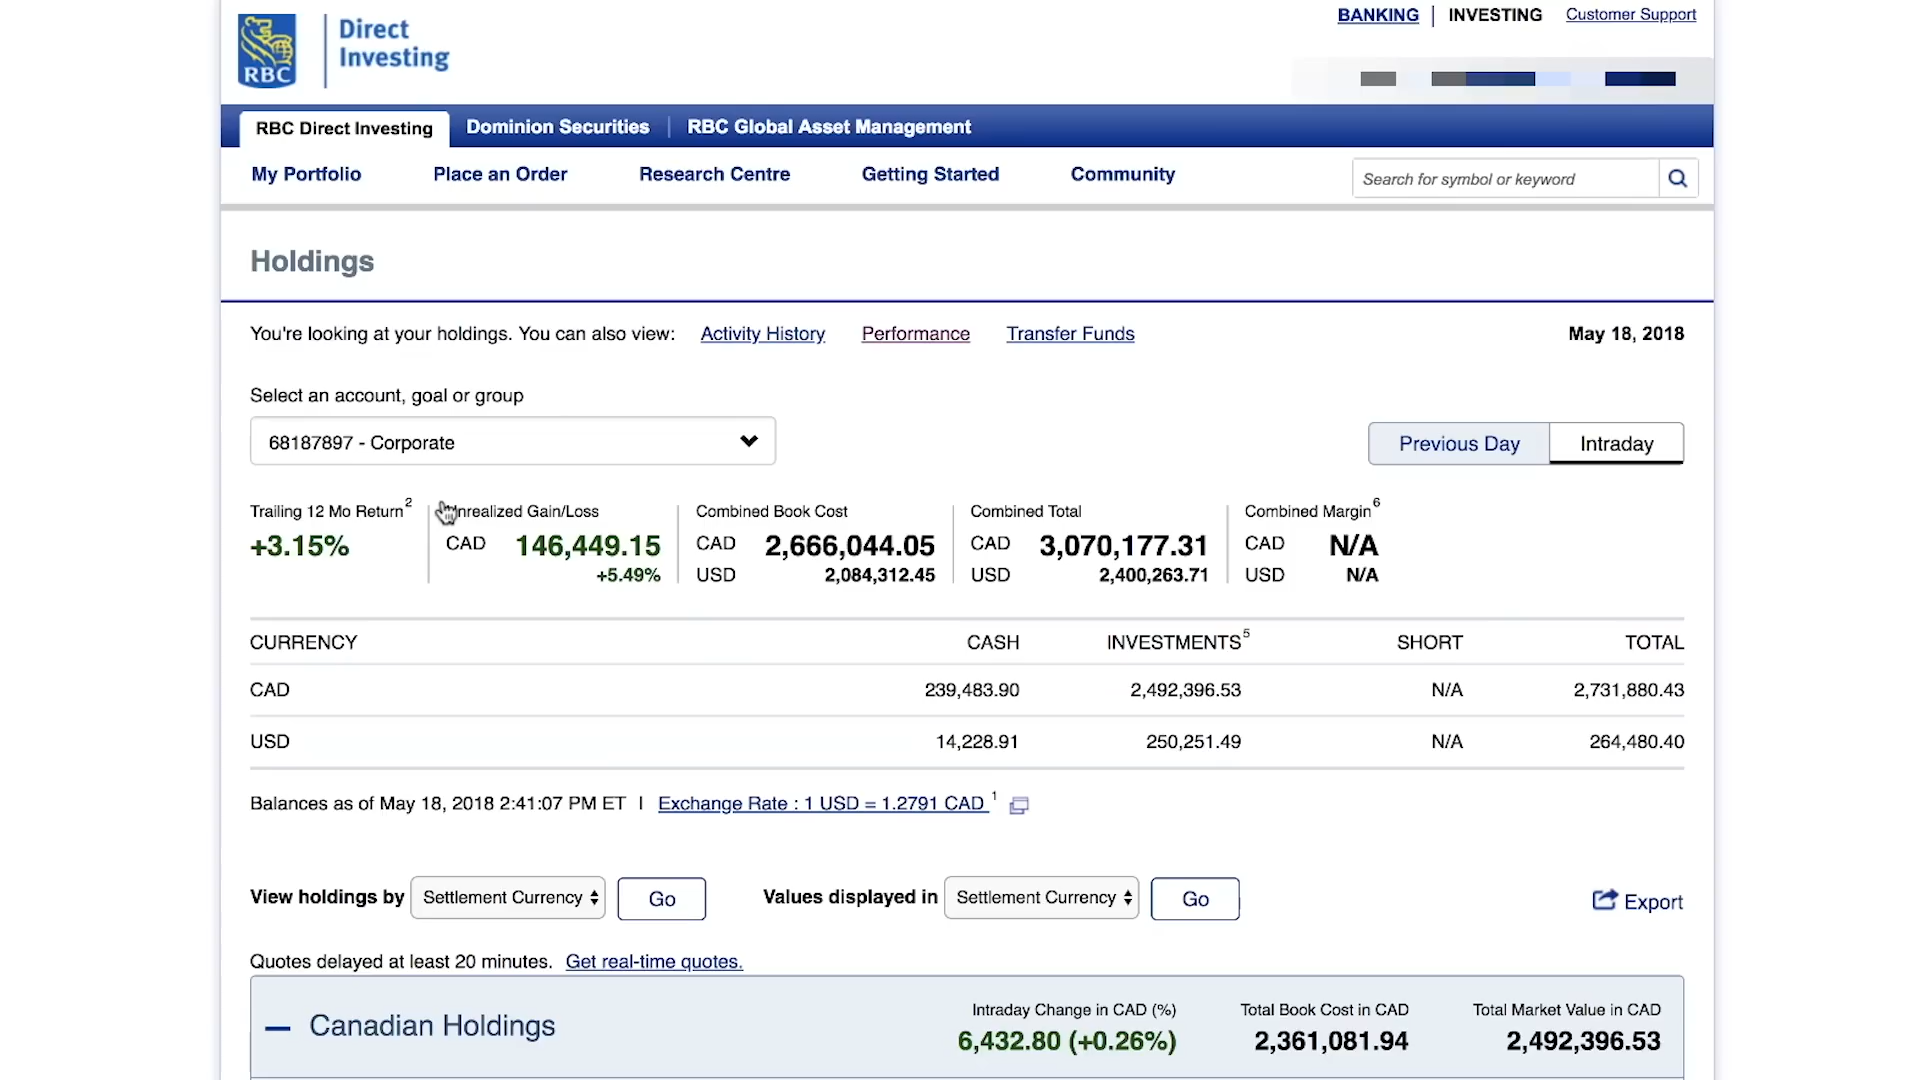 BANKING | INVESTING Customer Support
RBC
Direct
Investing
RBC Direct Investing Dominion Securities | RBC Global Asset Management
My Portfolio Place an Order Research Centre Getting Started Community Search for symbol or keyword
Holdings
You're looking at your holdings. You can also view: Activity History Performance Transfer Funds May 18, 2018
Select an account, goal or group
68187897 - Corporate
Previous Day Intraday
Trailing 12 Mo Return2 Unrealized Gain/Loss Combined Book Cost Combined Total Combined Margin6
+3.15% CAD 146,449.15 CAD 2,666,044.05 CAD 3,070,177.31 CAD N/A
+5.49% USD 2,084,312.45 USD 2,400,263.71 USD N/A
CURRENCY CASH INVESTMENTS5 SHORT TOTAL
CAD 239,483.90 2,492,396.53 N/A 2,731,880.43
USD 14,228.91 250,251.49 N/A 264,480.40
Balances as of May 18, 2018 2:41:07 PM ET | Exchange Rate : 1 USD = 1.2791 CAD 1
View holdings by Settlement Currency Go Values displayed in Settlement Currency Go Export
Quotes delayed at least 20 minutes. Get real-time quotes.
Intraday Change in CAD (%) Total Book Cost in CAD Total Market Value in CAD
Canadian Holdings 6,432.80 (+0.26%) 2,361,081.94 2,492,396.53